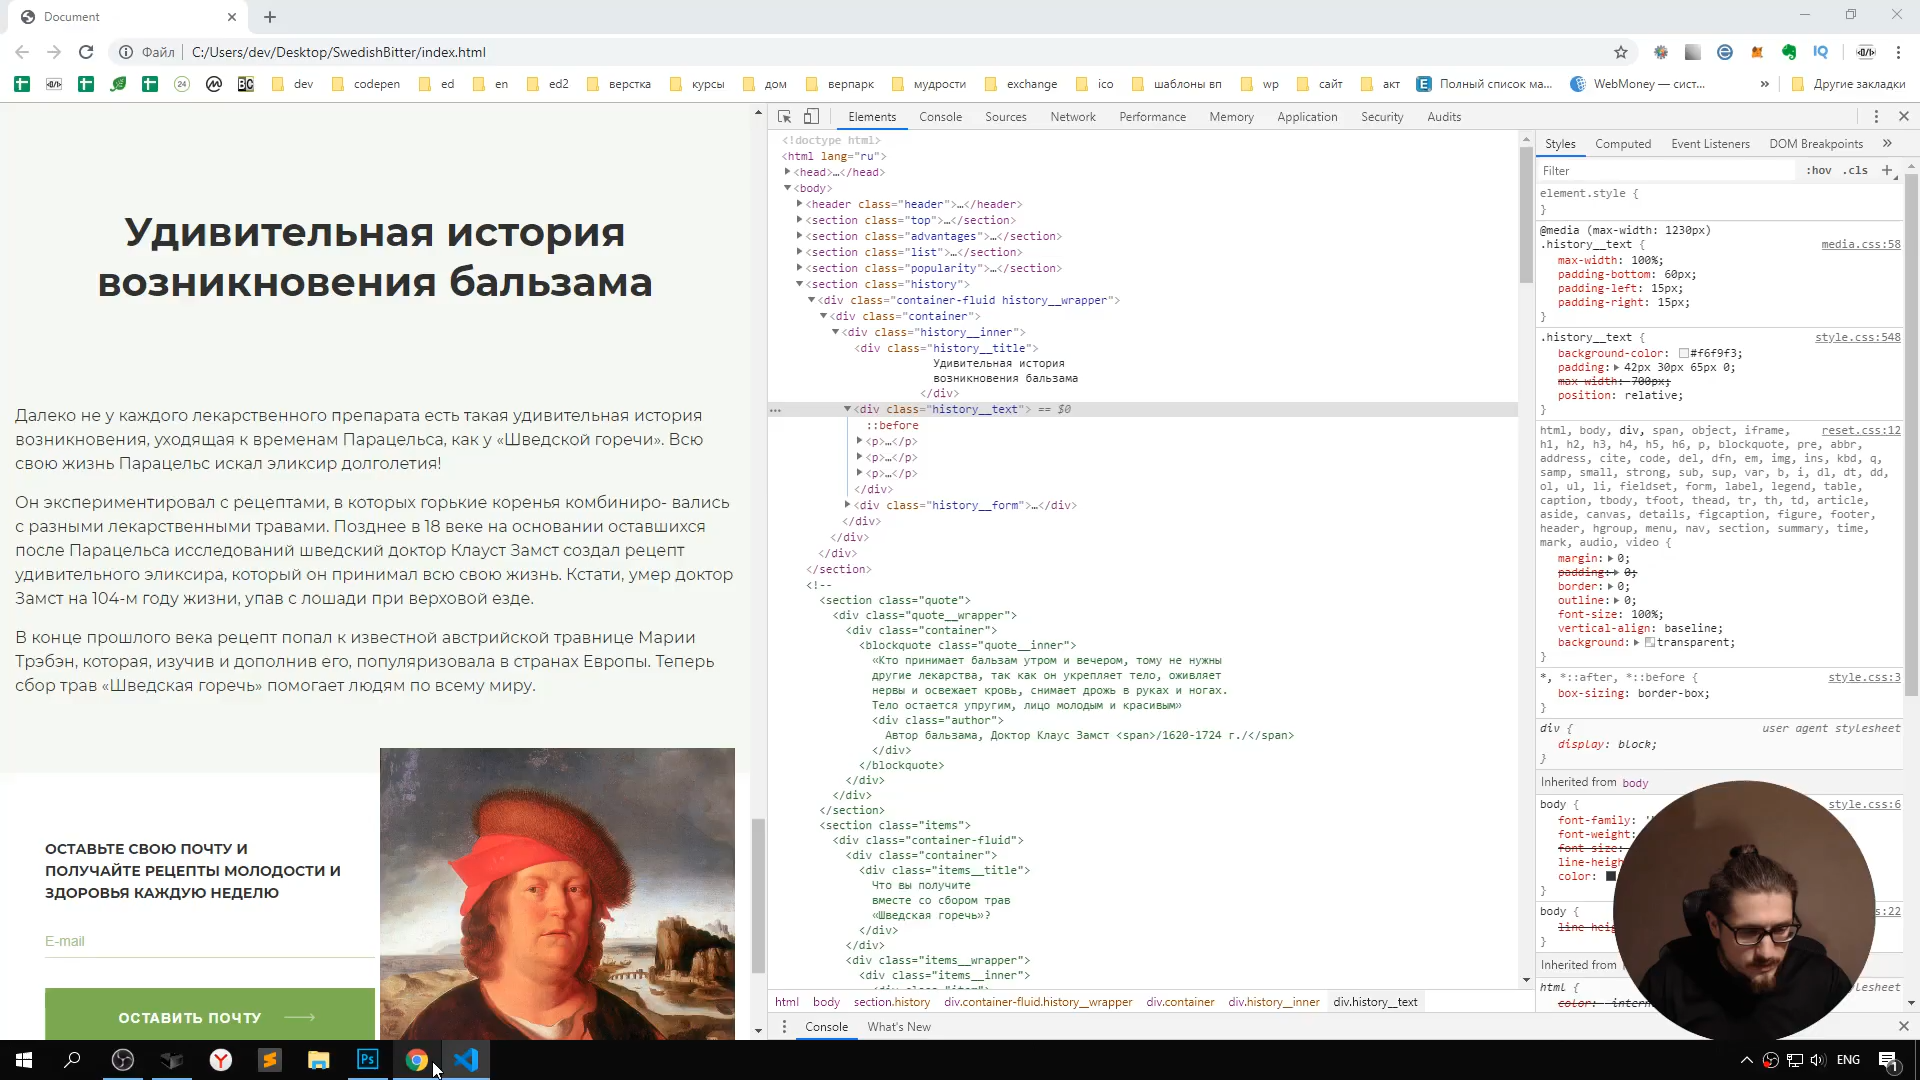 Document
Файл
C:/Users/dev/Desktop/SwedishBitter/index.html
dev
codepen
ed
en
ed2
верстка
курсы
дом
верпарк
мудрости
exchange
ico
шаблоны вп
wp
сайт
акт
Полный список ма...
WebMoney — сист...
»
Другие закладки
Удивительная история
возникновения бальзама
Далеко не у каждого лекарственного препарата есть такая удивительная история
возникновения, уходящая к временам Парацельса, как у «Шведской горечи». Всю
свою жизнь Парацельс искал эликсир долголетия!
Он экспериментировал с рецептами, в которых горькие коренья комбиниро- вались
с разными лекарственными травами. Позднее в 18 веке на основании оставшихся
после Парацельса исследований шведский доктор Клауст Замст создал рецепт
удивительного эликсира, который он принимал всю свою жизнь. Кстати, умер доктор
Замст на 104-м году жизни, упав с лошади при верховой езде.
В конце прошлого века рецепт попал к известной австрийской травнице Марии
Трэбэн, которая, изучив и дополнив его, популяризовала в странах Европы. Теперь
сбор трав «Шведская горечь» помогает людям по всему миру.
ОСТАВЬТЕ СВОЮ ПОЧТУ И
ПОЛУЧАЙТЕ РЕЦЕПТЫ МОЛОДОСТИ И
ЗДОРОВЬЯ КАЖДУЮ НЕДЕЛЮ
E-mail
ОСТАВИТЬ ПОЧТУ
Elements
Console
Sources
Network
Performance
Memory
Application
Security
Audits
<!doctype html>
<html lang="ru">
<head>…</head>
<body>
<header class="header">…</header>
<section class="top">…</section>
<section class="advantages">…</section>
<section class="list">…</section>
<section class="popularity">…</section>
<section class="history">
<div class="container-fluid history__wrapper">
<div class="container">
<div class="history__inner">
<div class="history__title">
Удивительная история
возникновения бальзама
</div>
<div class="history__text"> == $0
::before
<p>…</p>
<p>…</p>
<p>…</p>
</div>
<div class="history__form">…</div>
</div>
</div>
</div>
</section>
<!--
<section class="quote">
<div class="quote__wrapper">
<div class="container">
<blockquote class="quote__inner">
«Кто принимает бальзам утром и вечером, тому не нужны
другие лекарства, так как он укрепляет тело, оживляет
нервы и освежает кровь, снимает дрожь в руках и ногах.
Тело остается упругим, лицо молодым и красивым»
<div class="author">
Автор бальзама, Доктор Клаус Замст <span>/1620-1724 г./</span>
</div>
</blockquote>
</div>
</div>
</section>
<section class="items">
<div class="container-fluid">
<div class="container">
<div class="items__title">
Что вы получите
вместе со сбором трав
«Шведская горечь»?
</div>
</div>
<div class="items__wrapper">
<div class="items__inner">
html
body
section.history
div.container-fluid.history__wrapper
div.container
div.history__inner
div.history__text
Console
What's New
Styles
Computed
Event Listeners
DOM Breakpoints
»
Filter
:hov
.cls
element.style {
}
@media (max-width: 1230px)
.history__text {
media.css:58
max-width: 100%;
padding-bottom: 60px;
padding-left: 15px;
padding-right: 15px;
}
.history__text {
style.css:548
background-color: #f6f9f3;
padding: 42px 30px 65px 0;
max-width: 700px;
position: relative;
}
html, body, div, span, object, iframe,
reset.css:12
h1, h2, h3, h4, h5, h6, p, blockquote, pre, abbr,
address, cite, code, del, dfn, em, img, ins, kbd, q,
samp, small, strong, sub, sup, var, b, i, dl, dt, dd,
ol, ul, li, fieldset, form, label, legend, table,
caption, tbody, tfoot, thead, tr, th, td, article,
aside, canvas, details, figcaption, figure, footer,
header, hgroup, menu, nav, section, summary, time,
mark, audio, video {
margin: 0;
padding: 0;
border: 0;
outline: 0;
font-size: 100%;
vertical-align: baseline;
background: transparent;
}
*, *::after, *::before {
style.css:3
box-sizing: border-box;
}
div {
user agent stylesheet
display: block;
}
Inherited from body
body {
style.css:6
font-family:
font-weight:
font-size:
color:
}
body {
:22
}
Inherited from
html {
color:
Ps
ENG
1